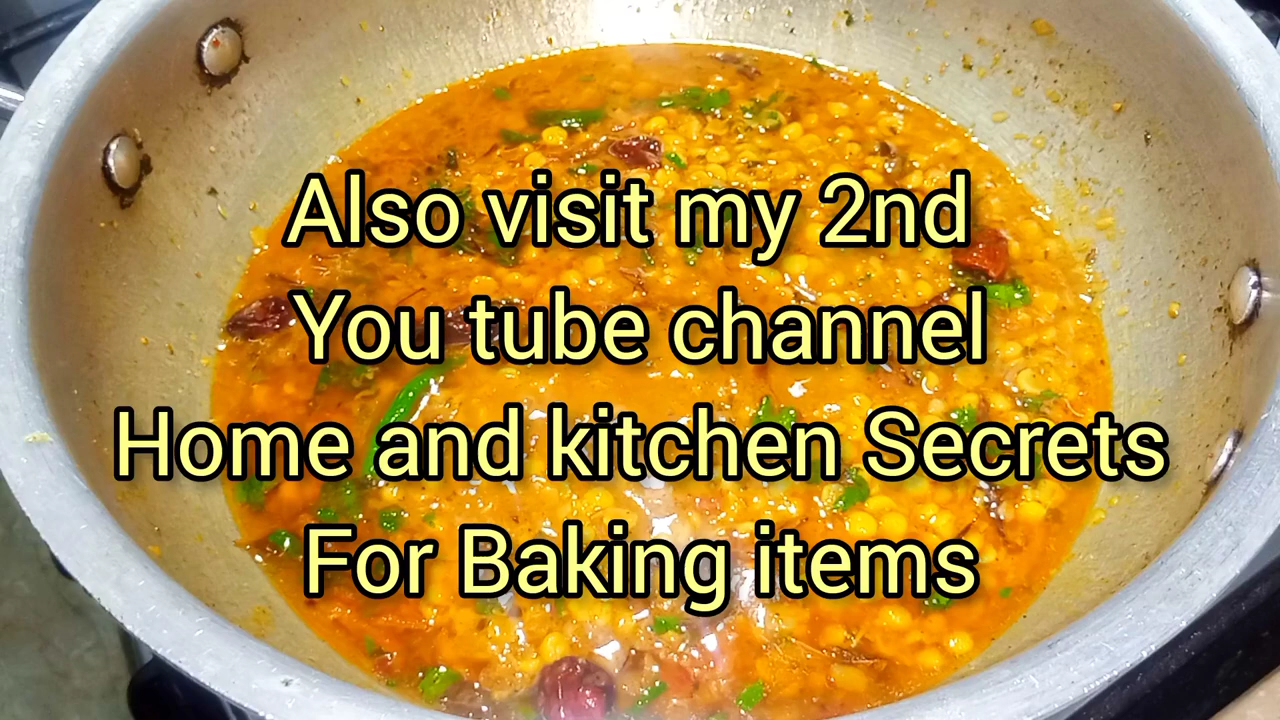 Also visit my 2nd
You tube channel
Home and kitchen Secrets
For Baking items